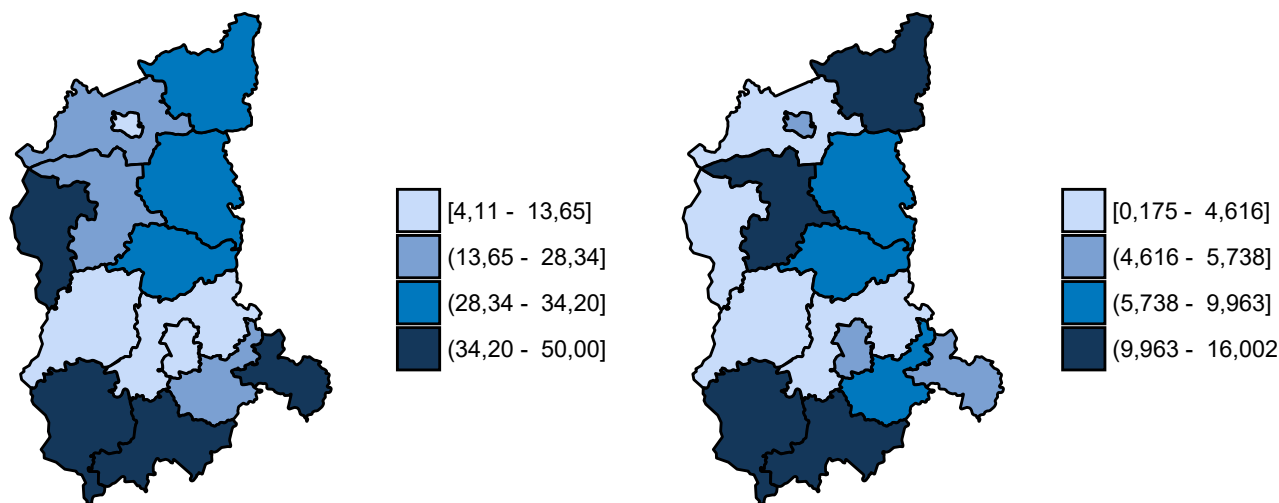 [4,11 - 13,65]
(13,65 - 28,34]
(28,34 - 34,20]
(34,20 - 50,00]
[0,175 - 4,616]
(4,616 - 5,738]
(5,738 - 9,963]
(9,963 - 16,002